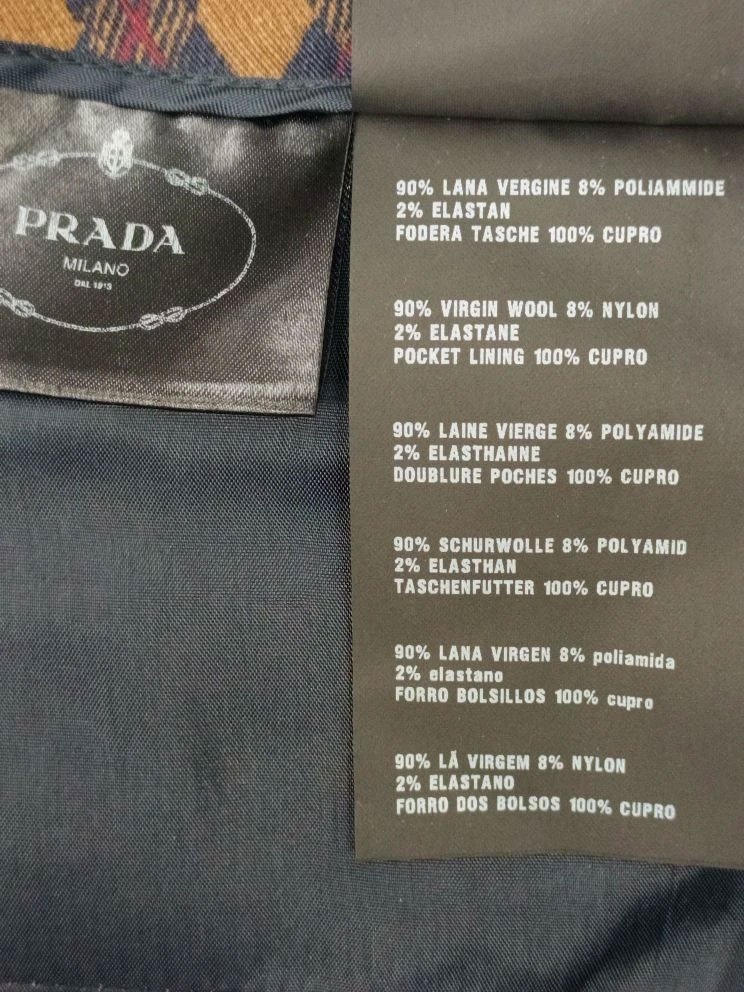 PRADA
MILANO
DAL 1913
90% LANA VERGINE 8% POLIAMMIDE
2% ELASTAN
FODERA TASCHE 100% CUPRO
90% VIRGIN WOOL 8% NYLON
2% ELASTANE
POCKET LINING 100% CUPRO
90% LAINE VIERGE 8% POLYAMIDE
2% ELASTHANNE
DOUBLURE POCHES 100% CUPRO
90% SCHURWOLLE 8% POLYAMID
2% ELASTHAN
TASCHENFUTTER 100% CUPRO
90% LANA VIRGEN 8% poliamida
2% elastano
FORRO BOLSILLOS 100% cupro
90% LÃ VIRGEM 8% NYLON
2% ELASTANO
FORRO DOS BOLSOS 100% CUPRO